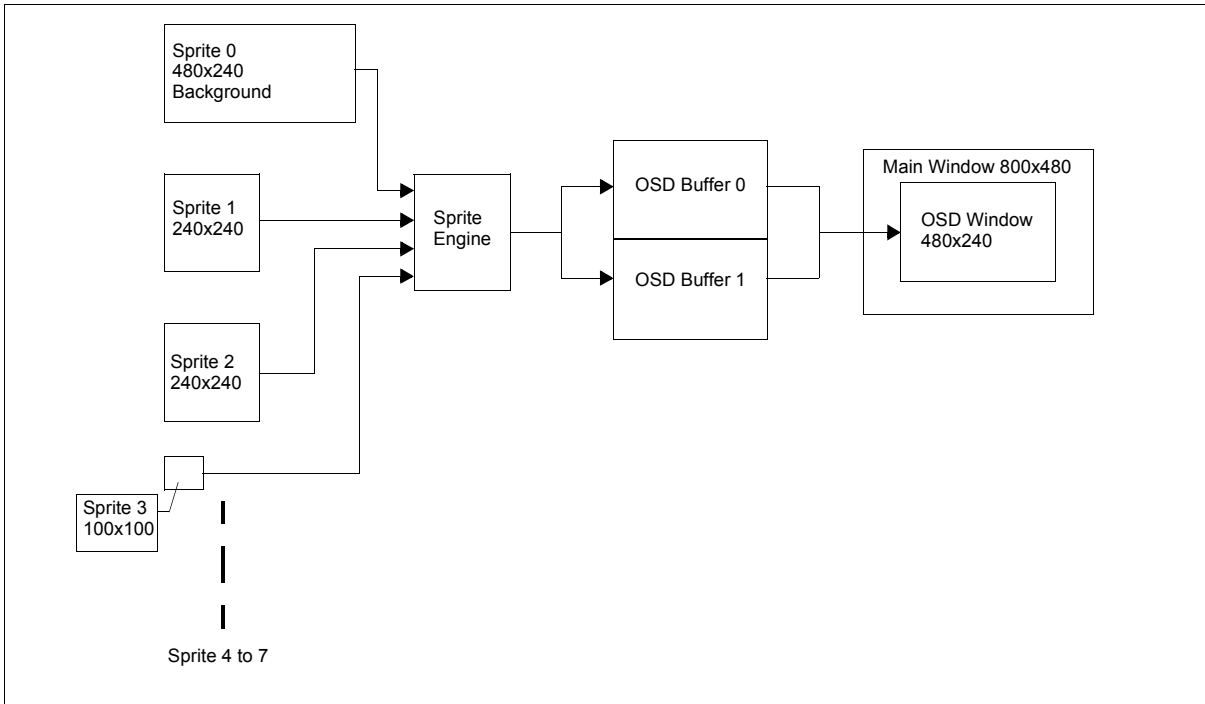 Sprite 0
480x240
Background
Sprite 1
240x240
Sprite 2
240x240
Sprite 3
100x100
Sprite 4 to 7
Sprite
Engine
OSD Buffer 0
OSD Buffer 1
Main Window 800x480
OSD Window
480x240